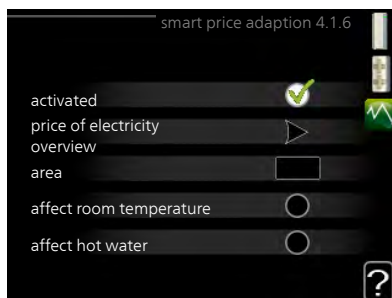 smart price adaption 4.1.6
activated
price of electricity
overview
area
affect room temperature
affect hot water
?